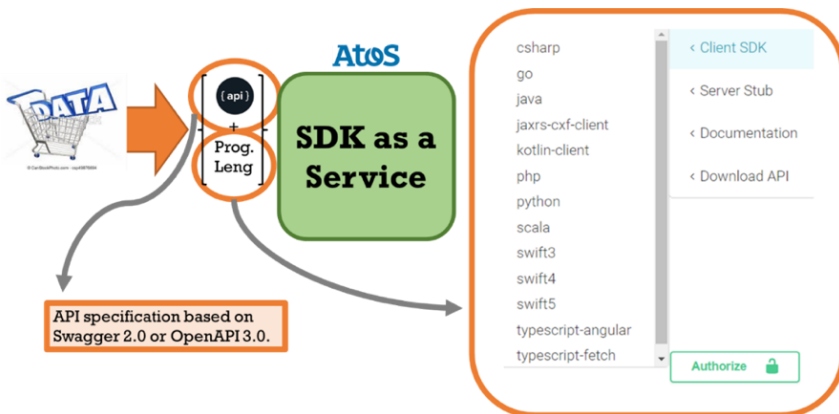 DATA
© CanStockPhoto.com
Atos
{api}
+
Prog.
Leng
SDK as a
Service
API specification based on
Swagger 2.0 or OpenAPI 3.0.
csharp
go
java
jaxrs-cxf-client
kotlin-client
php
python
scala
swift3
swift4
swift5
typescript-angular
typescript-fetch
< Client SDK
< Server Stub
< Documentation
< Download API
Authorize